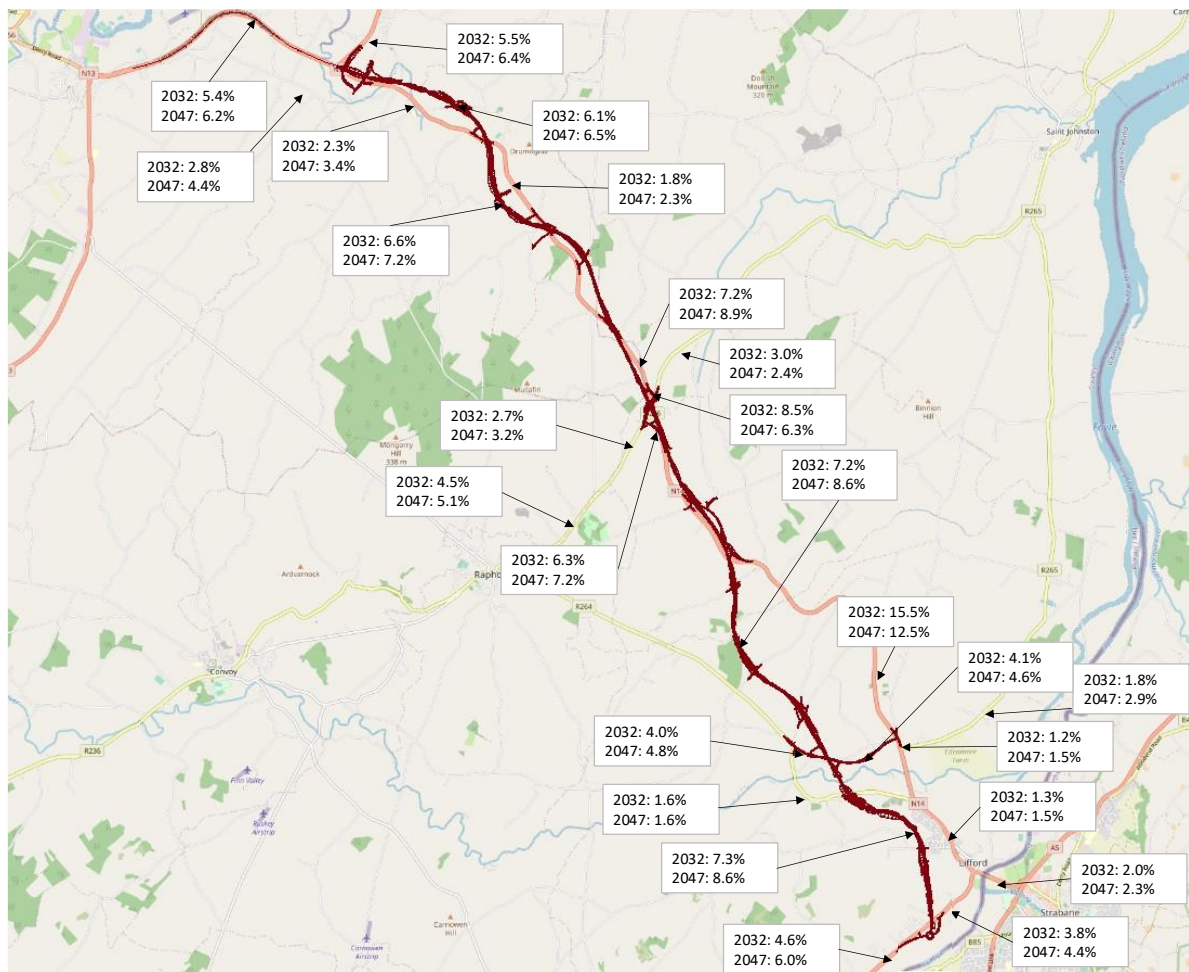 2032: 5.5%
2047: 6.4%
N13
2032: 5.4%
2047: 6.2%
2032: 6.1%
2047: 6.5%
Saint Johnston
2032: 2.3%
2047: 3.4%
2032: 2.8%
2047: 4.4%
2032: 1.8%
2047: 2.3%
R265
2032: 6.6%
2047: 7.2%
2032: 7.2%
2047: 8.9%
2032: 3.0%
2047: 2.4%
Mullafin
Binnion
Hill
2032: 8.5%
2047: 6.3%
2032: 2.7%
2047: 3.2%
Foyle
Mongorry
Hill
338 m
2032: 7.2%
2047: 8.6%
2032: 4.5%
2047: 5.1%
2032: 6.3%
2047: 7.2%
Ardvarnock
R265
R264
2032: 15.5%
2047: 12.5%
2032: 4.1%
2047: 4.6%
Convoy
2032: 1.8%
2047: 2.9%
2032: 4.0%
2047: 4.8%
2032: 1.2%
2047: 1.5%
R236
Finn Valley
2032: 1.6%
2047: 1.6%
N14
2032: 1.3%
2047: 1.5%
Airstrip
A5
2032: 7.3%
2047: 8.6%
Lifford
2032: 2.0%
2047: 2.3%
Strabane
Carnowen
Hill
2032: 3.8%
2047: 4.4%
Carnowen
Airstrip
2032: 4.6%
2047: 6.0%
B85